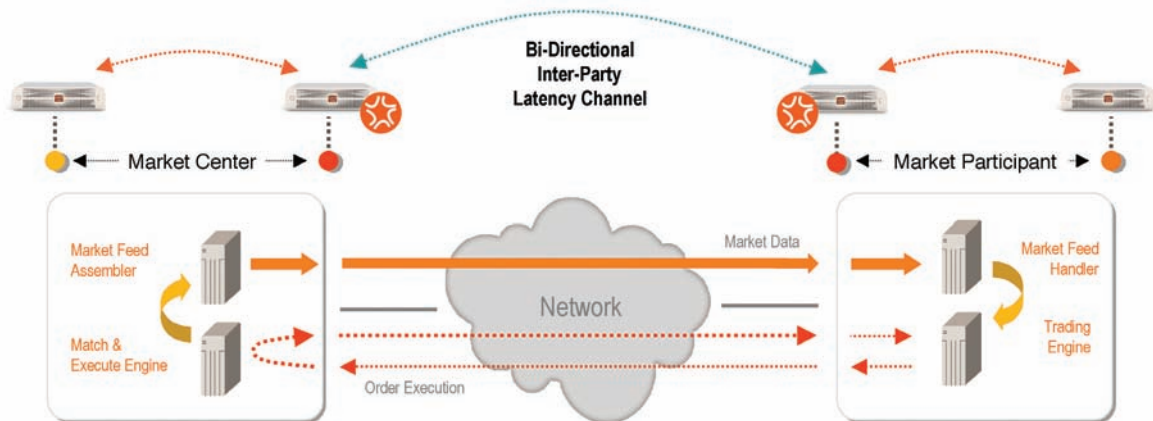 Bi-Directional
Inter-Party
Latency Channel
Market Center
Market Participant
Market Feed
Assembler
Match &
Execute Engine
Market Data
Network
Order Execution
Market Feed
Handler
Trading
Engine